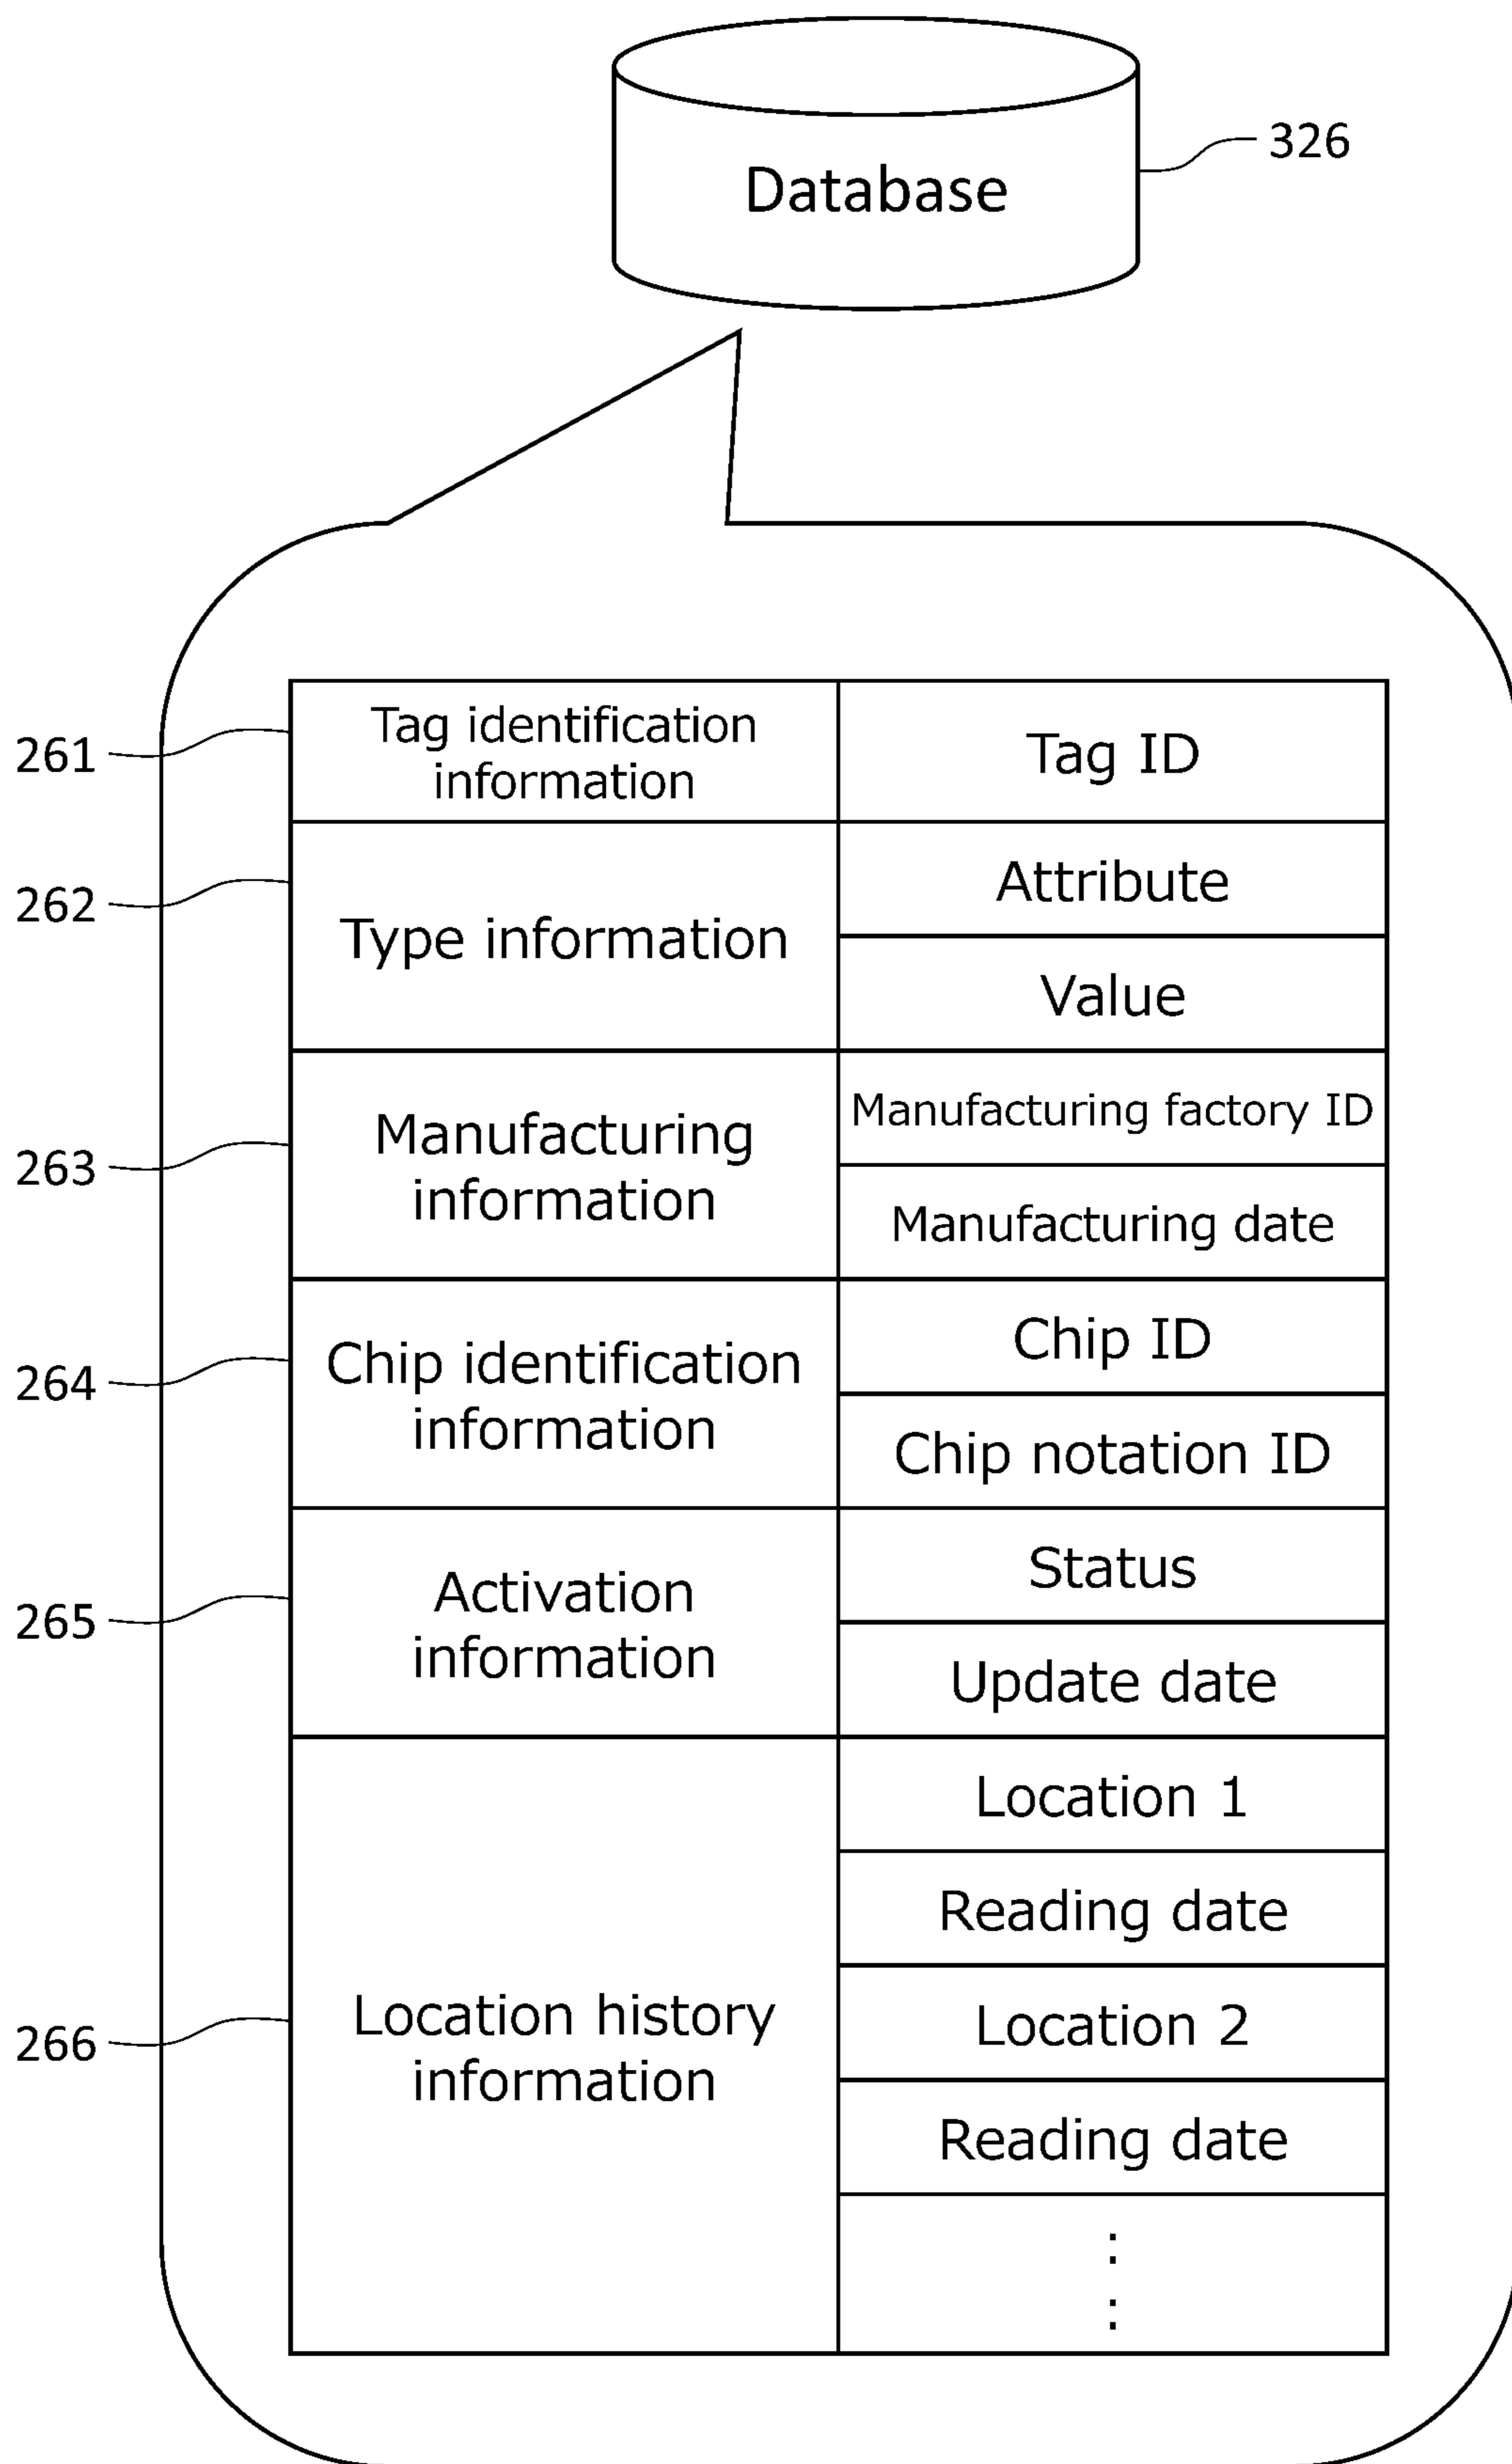 Database
326
261
Tag identification
information
Tag ID
262
Type information
Attribute
Value
263
Manufacturing
information
Manufacturing factory ID
Manufacturing date
264
Chip identification
information
Chip ID
Chip notation ID
265
Activation
information
Status
Update date
266
Location history
information
Location 1
Reading date
Location 2
Reading date
:
: